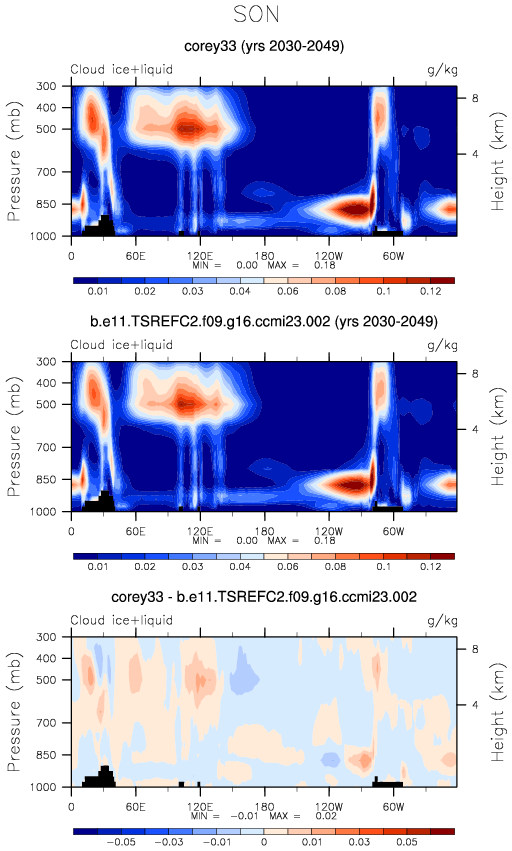 SON
corey33 (yrs 2030-2049)
Cloud ice+liquid g/kg
300
400
500
700
850
1000
Pressure (mb)
8
4
Height (km)
0 60E 120E 180 120W 60W
MIN = 0.00 MAX = 0.18
0.01 0.02 0.03 0.04 0.06 0.08 0.1 0.12
b.e11.TSREFC2.f09.g16.ccmi23.002 (yrs 2030-2049)
Cloud ice+liquid g/kg
300
400
500
700
850
1000
Pressure (mb)
8
4
Height (km)
0 60E 120E 180 120W 60W
MIN = 0.00 MAX = 0.18
0.01 0.02 0.03 0.04 0.06 0.08 0.1 0.12
corey33 - b.e11.TSREFC2.f09.g16.ccmi23.002
Cloud ice+liquid g/kg
300
400
500
700
850
1000
Pressure (mb)
8
4
Height (km)
0 60E 120E 180 120W 60W
MIN = -0.01 MAX = 0.02
-0.05 -0.03 -0.01 0 0.01 0.03 0.05